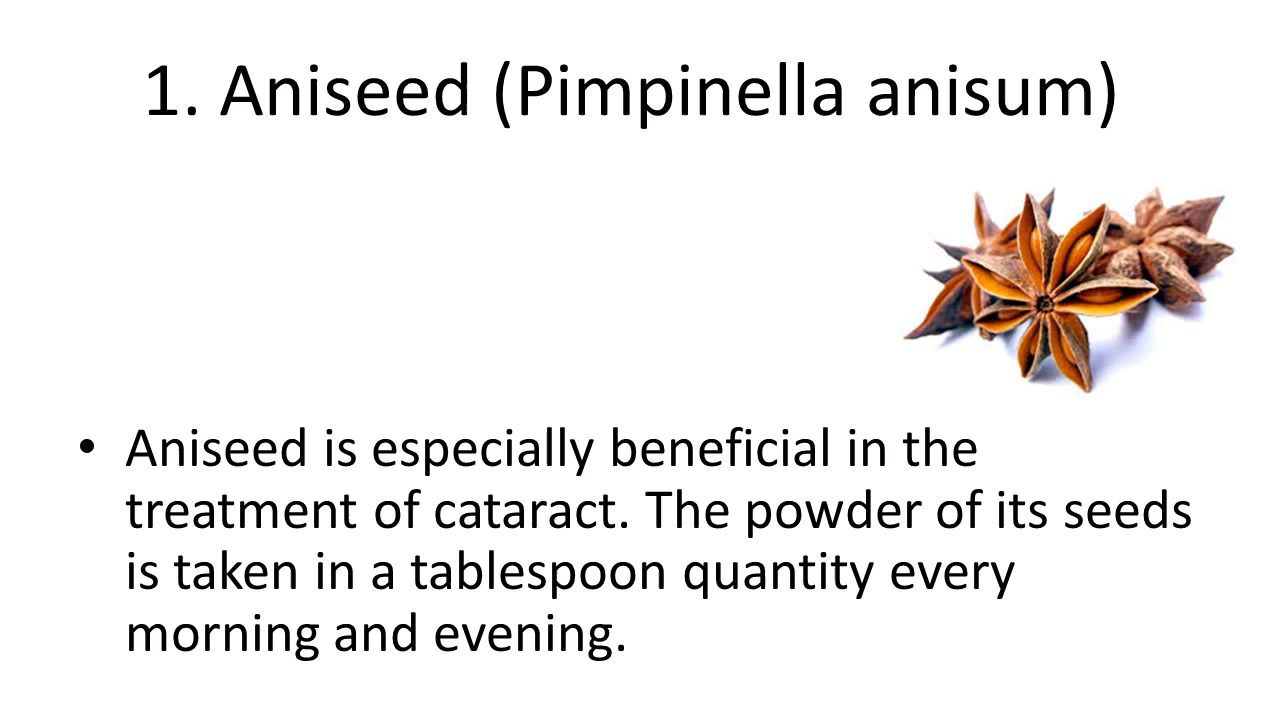 1. Aniseed (Pimpinella anisum)
• Aniseed is especially beneficial in the
treatment of cataract. The powder of its seeds
is taken in a tablespoon quantity every
morning and evening.